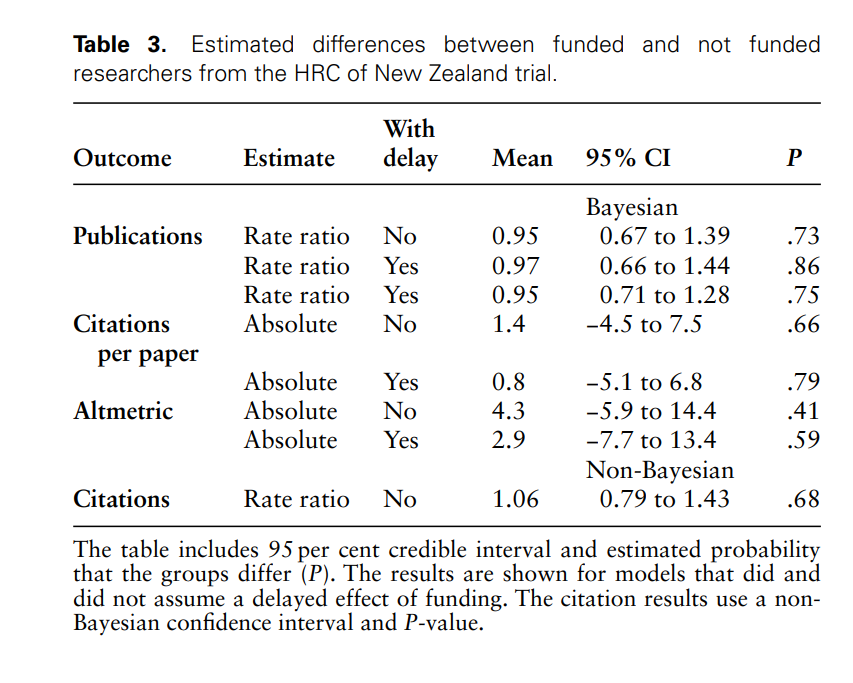 Table 3. Estimated differences between funded and not funded
researchers from the HRC of New Zealand trial.
With
Outcome Estimate delay Mean 95% CI P
Bayesian
Publications Rate ratio No 0.95 0.67 to 1.39 .73
Rate ratio Yes 0.97 0.66 to 1.44 .86
Rate ratio Yes 0.95 0.71 to 1.28 .75
Citations Absolute No 1.4 −4.5 to 7.5 .66
per paper
Absolute Yes 0.8 −5.1 to 6.8 .79
Altmetric Absolute No 4.3 −5.9 to 14.4 .41
Absolute Yes 2.9 −7.7 to 13.4 .59
Non-Bayesian
Citations Rate ratio No 1.06 0.79 to 1.43 .68
The table includes 95 per cent credible interval and estimated probability
that the groups differ (P). The results are shown for models that did and
did not assume a delayed effect of funding. The citation results use a non-
Bayesian confidence interval and P-value.